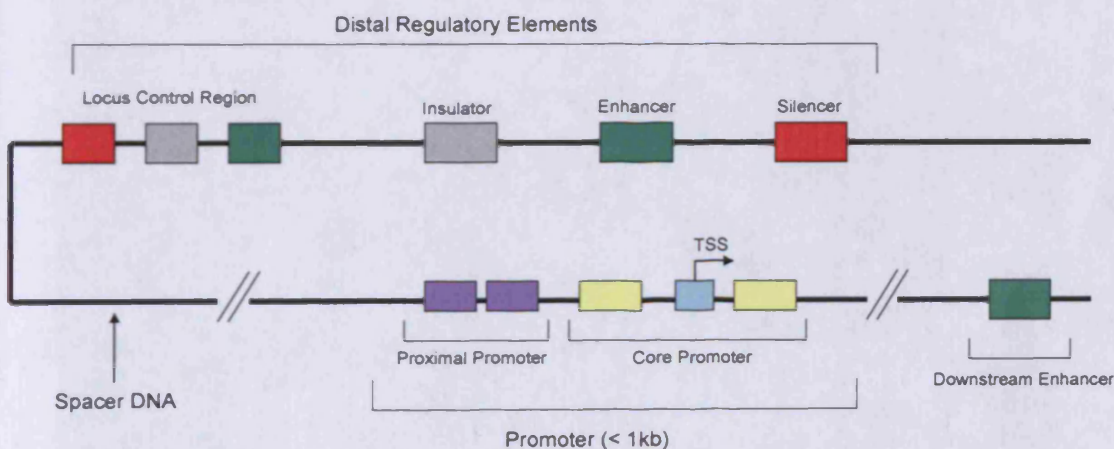 Distal Regulatory Elements
Locus Control Region
Insulator
Enhancer
Silencer
TSS
Proximal Promoter
Core Promoter
Downstream Enhancer
Spacer DNA
Promoter (< 1kb)